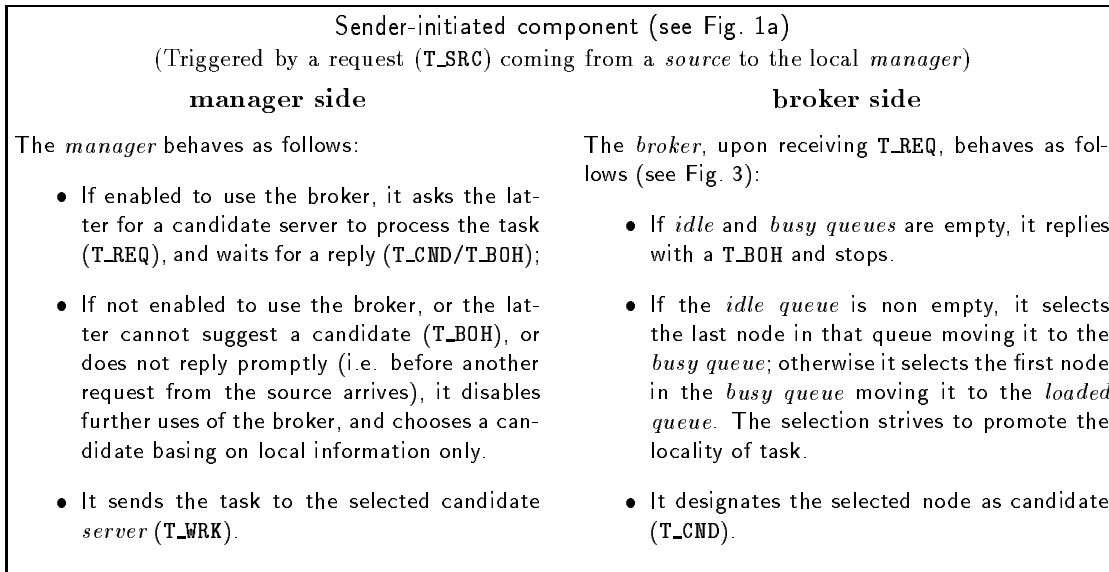 Sender-initiated component (see Fig. 1a)
(Triggered by a request (T_SRC) coming from a source to the local manager)
manager side
The manager behaves as follows:
• If enabled to use the broker, it asks the lat-
ter for a candidate server to process the task
(T_REQ), and waits for a reply (T_CND/T_BOH);
• If not enabled to use the broker, or the lat-
ter cannot suggest a candidate (T_BOH), or
does not reply promptly (i.e. before another
request from the source arrives), it disables
further uses of the broker, and chooses a can-
didate basing on local information only.
• It sends the task to the selected candidate
server (T_WRK).
broker side
The broker, upon receiving T_REQ, behaves as fol-
lows (see Fig. 3):
• If idle and busy queues are empty, it replies
with a T_BOH and stops.
• If the idle queue is non empty, it selects
the last node in that queue moving it to the
busy queue; otherwise it selects the first node
in the busy queue moving it to the loaded
queue. The selection strives to promote the
locality of task.
• It designates the selected node as candidate
(T_CND).